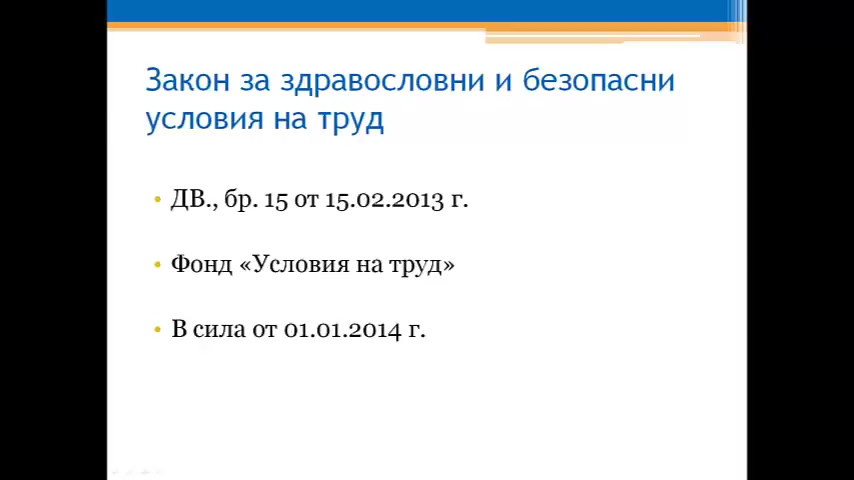 Закон за здравословни и безопасни
условия на труд
• ДВ., бр. 15 от 15.02.2013 г.
• Фонд «Условия на труд»
• В сила от 01.01.2014 г.